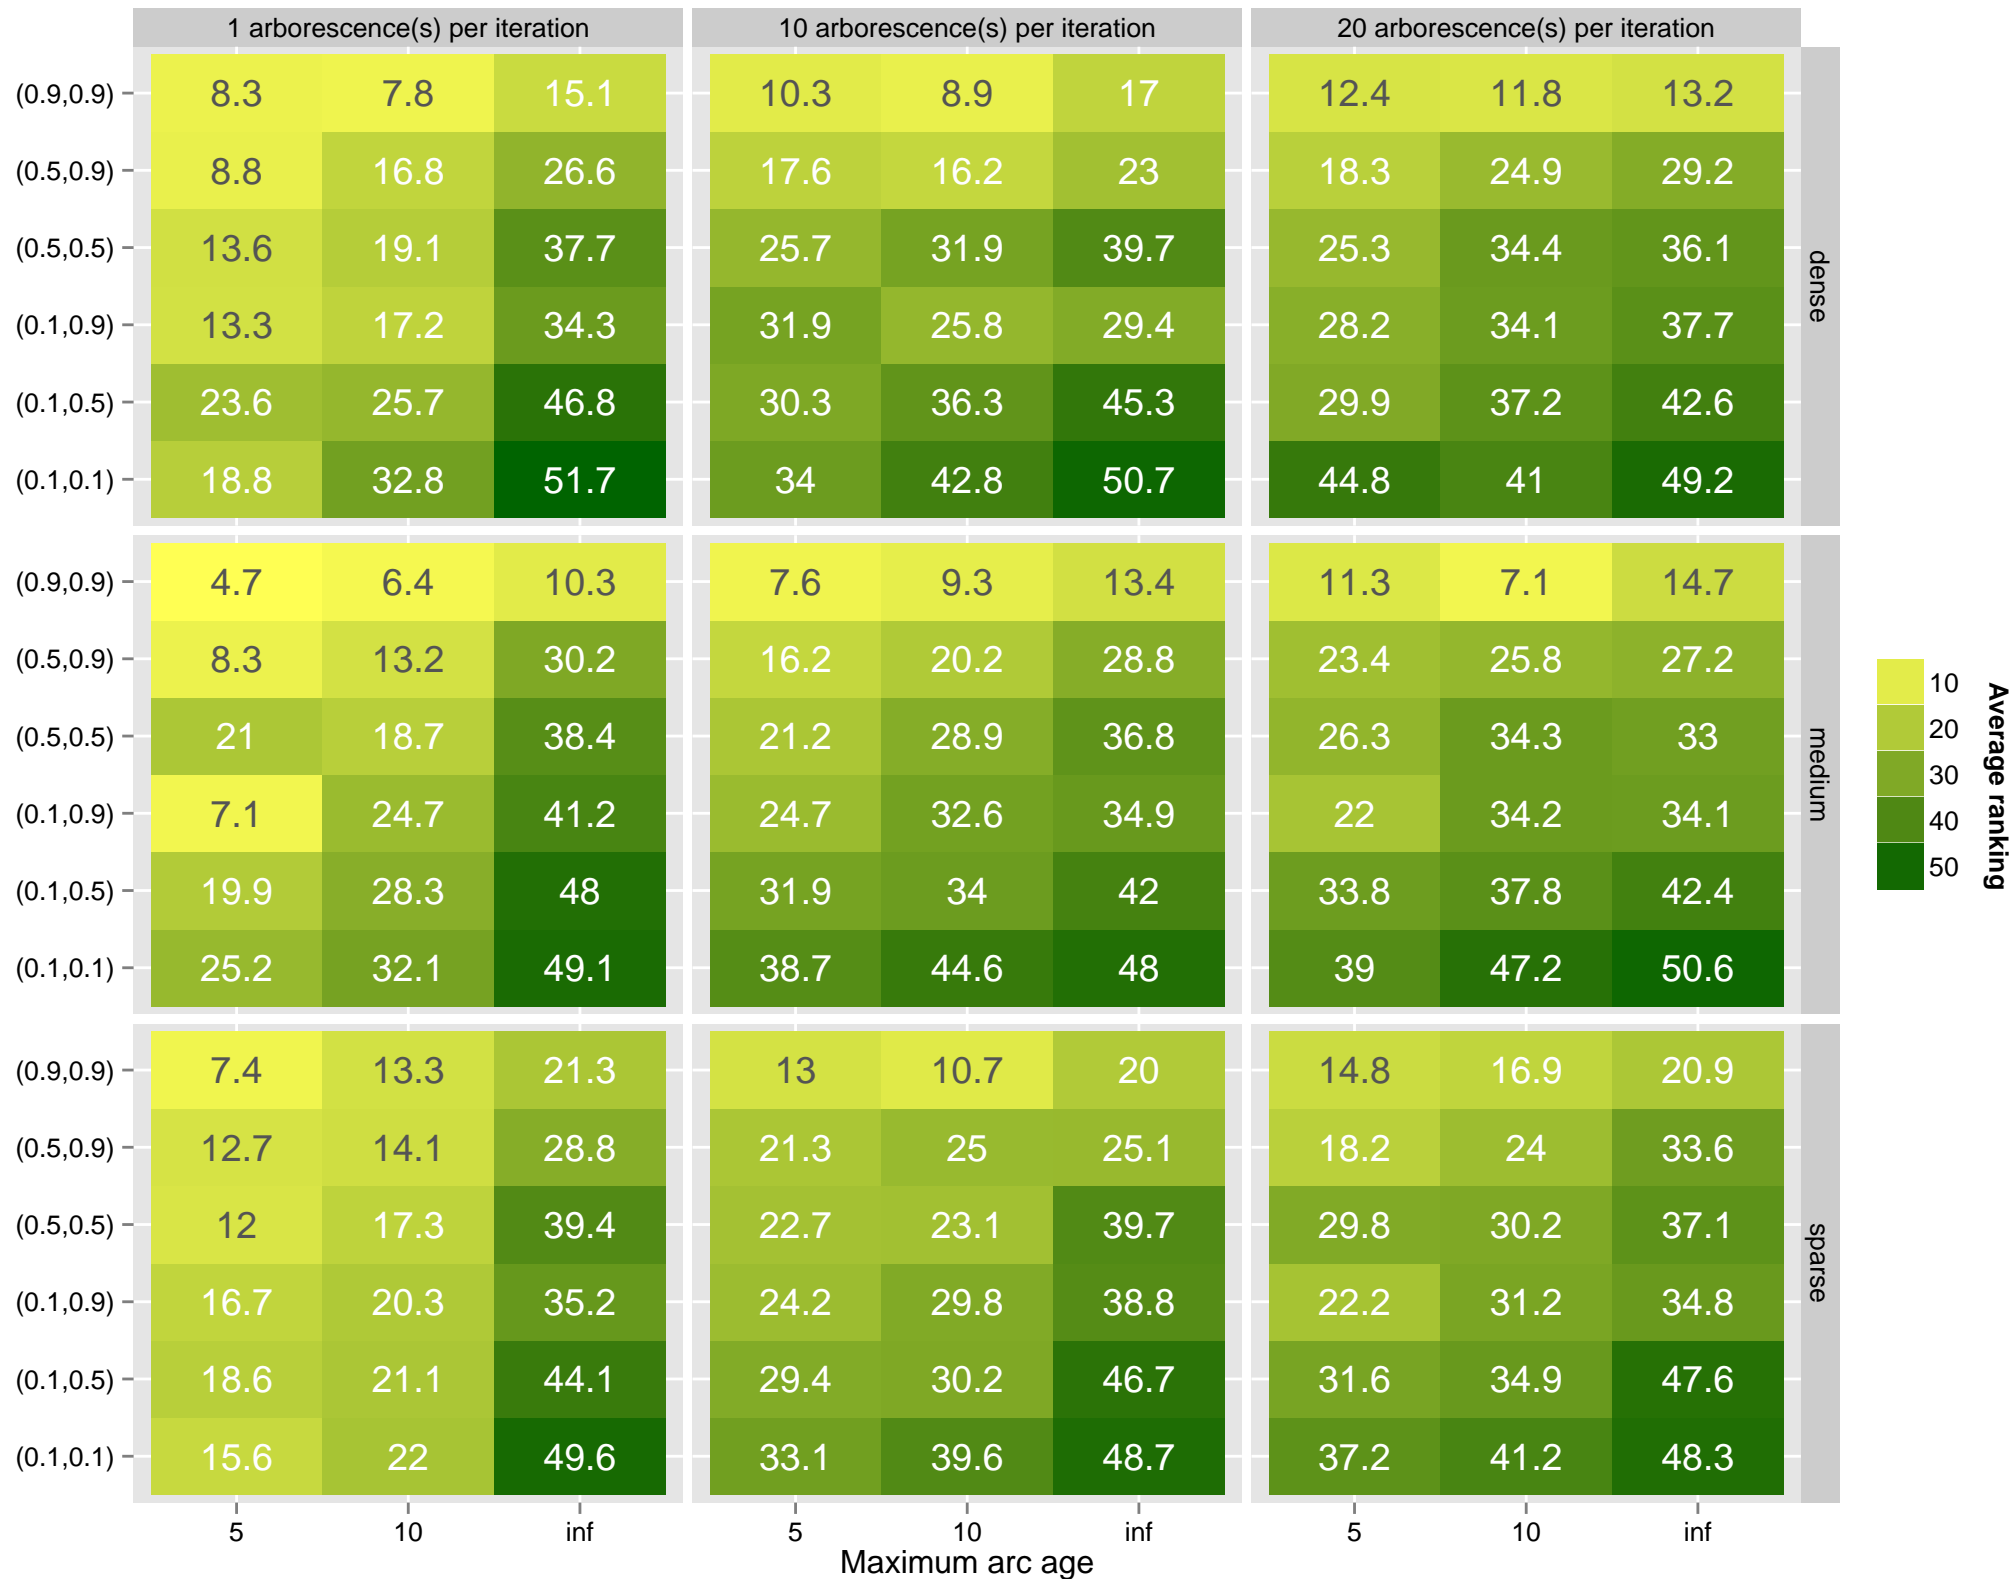 1 arborescence(s) per iteration 10 arborescence(s) per iteration 20 arborescence(s) per iteration
(0.9,0.9) 8.3 7.8 15.1 10.3 8.9 17 12.4 11.8 13.2
(0.5,0.9) 8.8 16.8 26.6 17.6 16.2 23 18.3 24.9 29.2
(0.5,0.5) 13.6 19.1 37.7 25.7 31.9 39.7 25.3 34.4 36.1
dense
(0.1,0.9) 13.3 17.2 34.3 31.9 25.8 29.4 28.2 34.1 37.7
(0.1,0.5) 23.6 25.7 46.8 30.3 36.3 45.3 29.9 37.2 42.6
(0.1,0.1) 18.8 32.8 51.7 34 42.8 50.7 44.8 41 49.2
(0.9,0.9) 4.7 6.4 10.3 7.6 9.3 13.4 11.3 7.1 14.7
(0.5,0.9) 8.3 13.2 30.2 16.2 20.2 28.8 23.4 25.8 27.2
(0.5,0.5) 21 18.7 38.4 21.2 28.9 36.8 26.3 34.3 33
medium
(0.1,0.9) 7.1 24.7 41.2 24.7 32.6 34.9 22 34.2 34.1
(0.1,0.5) 19.9 28.3 48 31.9 34 42 33.8 37.8 42.4
(0.1,0.1) 25.2 32.1 49.1 38.7 44.6 48 39 47.2 50.6
(0.9,0.9) 7.4 13.3 21.3 13 10.7 20 14.8 16.9 20.9
(0.5,0.9) 12.7 14.1 28.8 21.3 25 25.1 18.2 24 33.6
(0.5,0.5) 12 17.3 39.4 22.7 23.1 39.7 29.8 30.2 37.1
sparse
(0.1,0.9) 16.7 20.3 35.2 24.2 29.8 38.8 22.2 31.2 34.8
(0.1,0.5) 18.6 21.1 44.1 29.4 30.2 46.7 31.6 34.9 47.6
(0.1,0.1) 15.6 22 49.6 33.1 39.6 48.7 37.2 41.2 48.3
5 10 inf 5 10 inf 5 10 inf
Maximum arc age
10
20
30
40
50
Average ranking